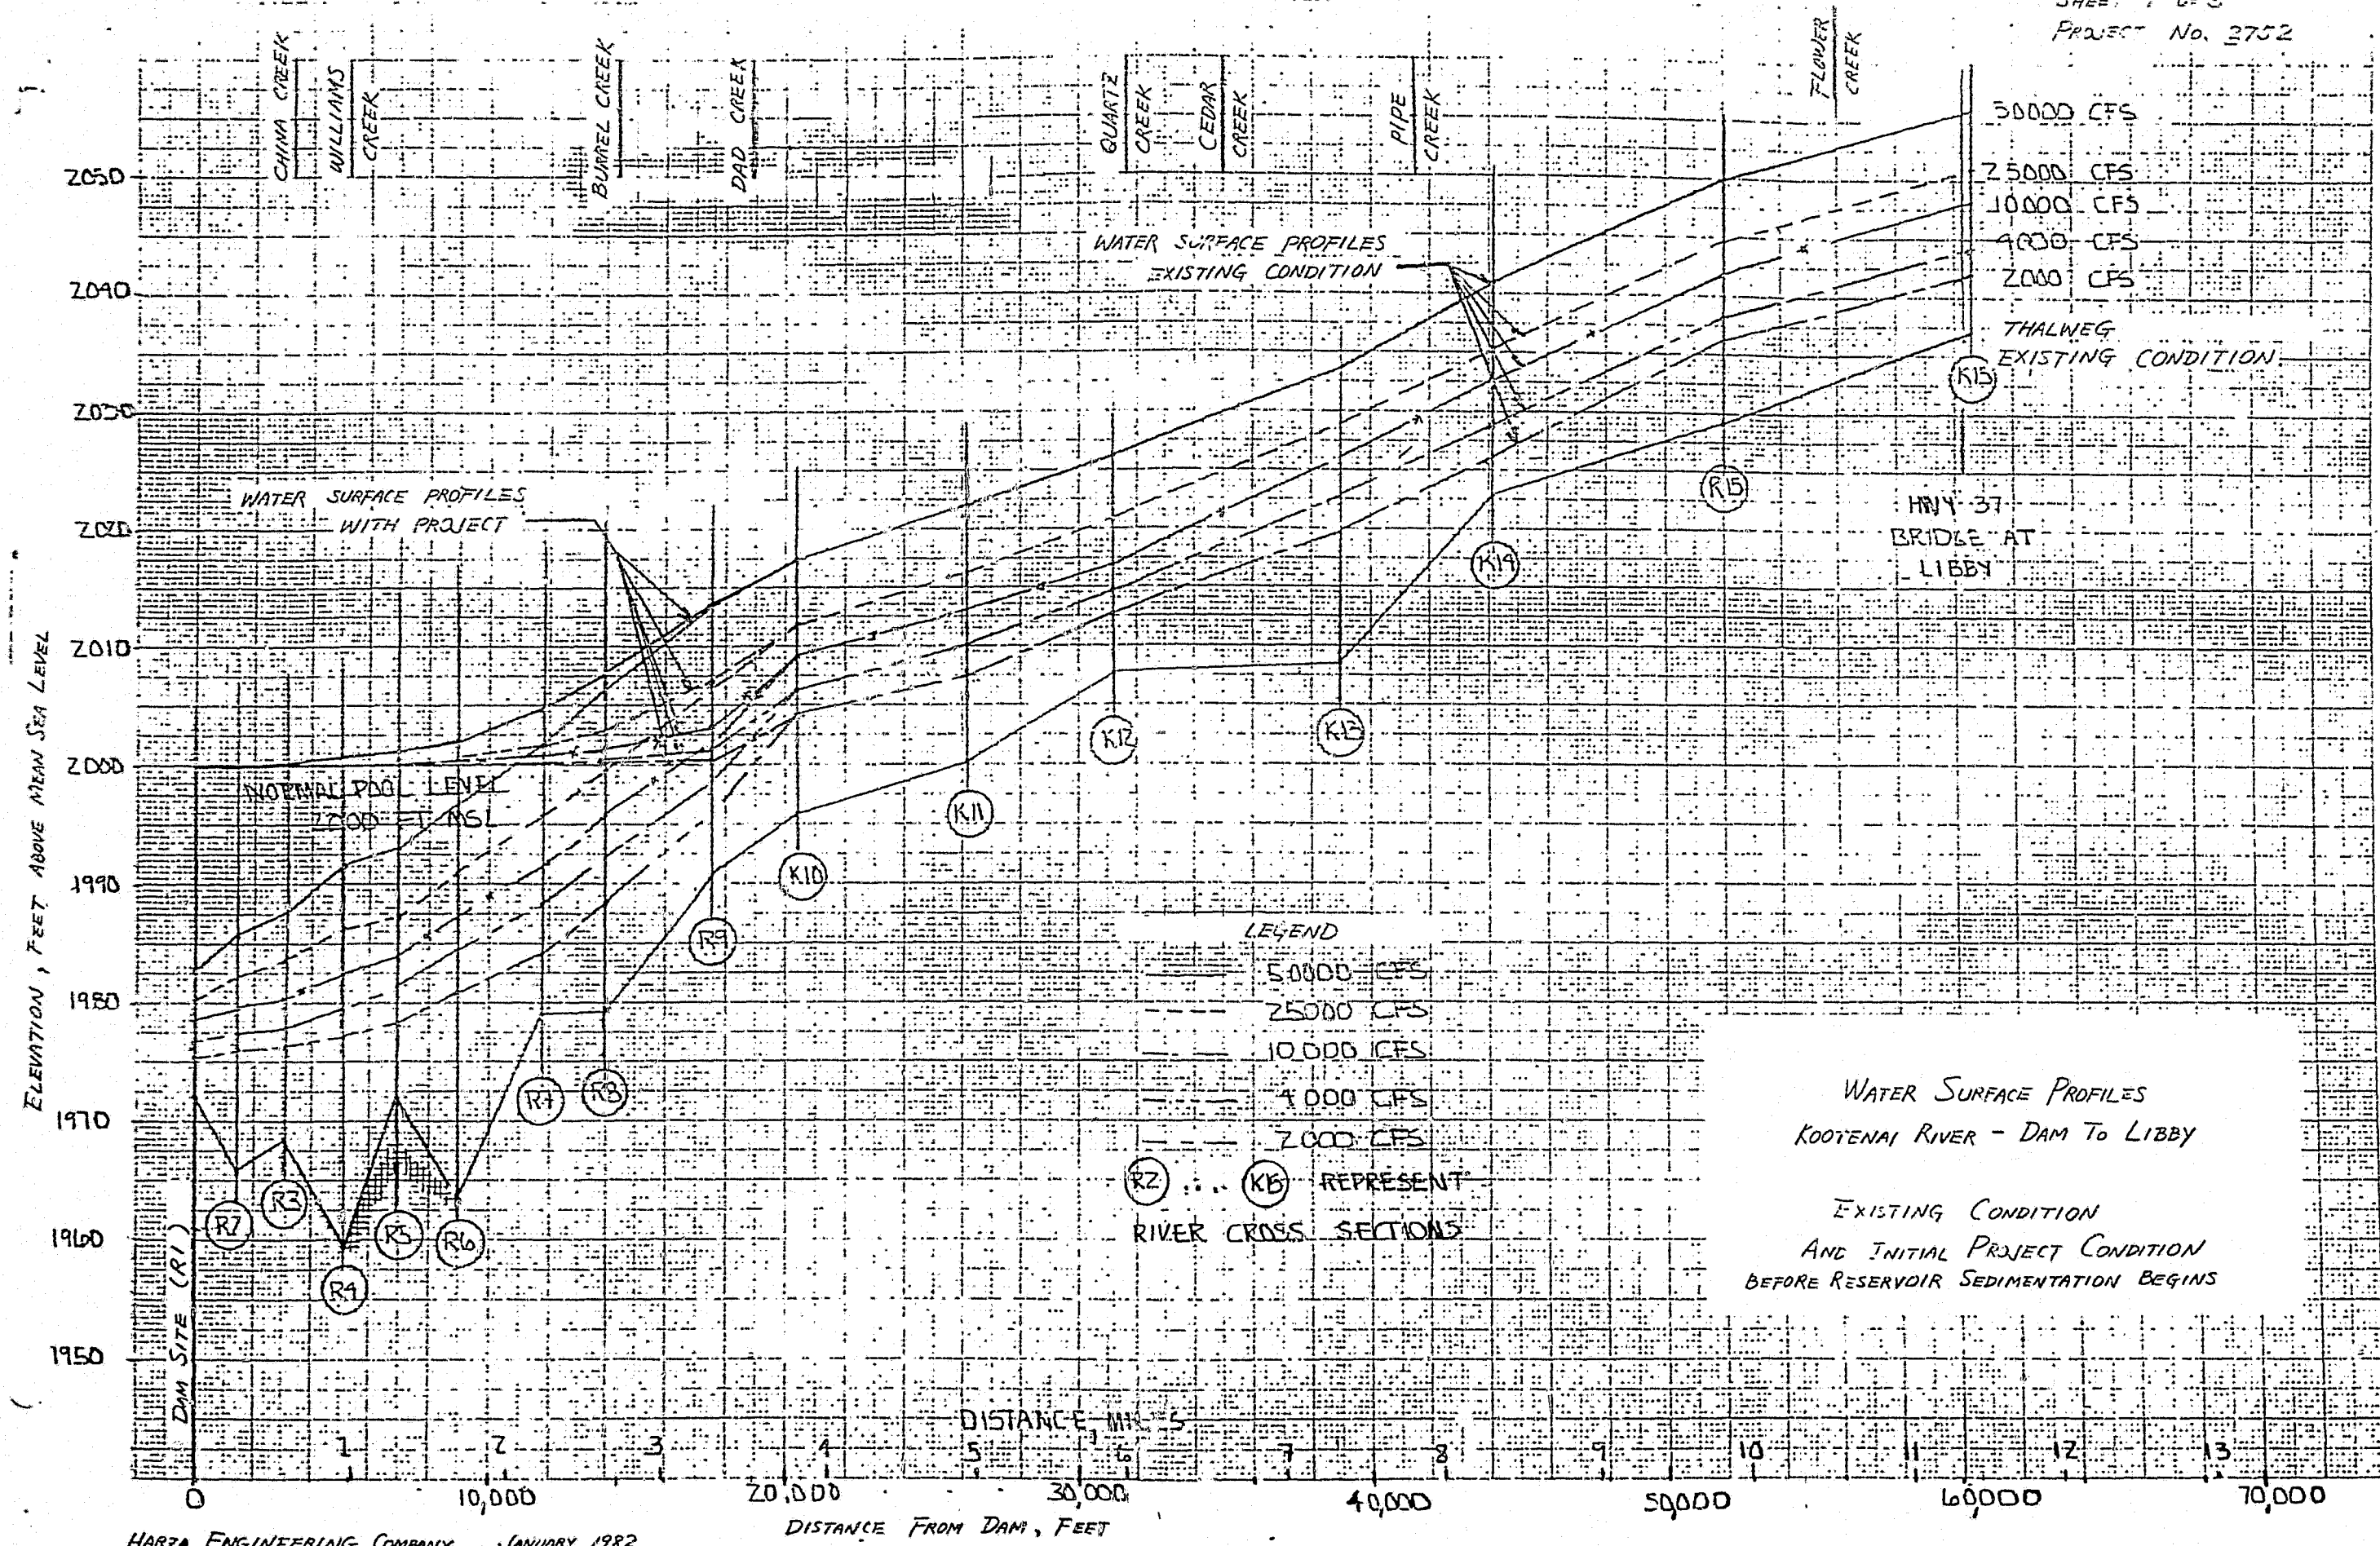 PROJECT No. 3752
CHINA CREEK
WILLIAMS
CREEK
BURREL CREEK
DAD CREEK
QUARTZ
CREEK
CEDAR
CREEK
PIPE
CREEK
FLOWER
CREEK
50000 CFS
25000 CFS
10000 CFS
4000 CFS
2000 CFS
THALWEG
EXISTING CONDITION
WATER SURFACE PROFILES
EXISTING CONDITION
WATER SURFACE PROFILES
WITH PROJECT
HWY 37
BRIDGE AT
LIBBY
NORMAL POOL LEVEL
2000 FT MSL
ELEVATION, FEET ABOVE MEAN SEA LEVEL
2050
2040
2030
2020
2010
2000
1990
1980
1970
1960
1950
DAM SITE (R1)
R2
R3
R4
R5
R6
R7
R8
R9
K10
K11
K12
K13
K14
R15
K15
LEGEND
50000 CFS
25000 CFS
10000 CFS
4000 CFS
2000 CFS
R2 ... K15 REPRESENT
RIVER CROSS SECTIONS
WATER SURFACE PROFILES
KOOTENAI RIVER - DAM TO LIBBY
EXISTING CONDITION
AND INITIAL PROJECT CONDITION
BEFORE RESERVOIR SEDIMENTATION BEGINS
DISTANCE, MILES
1 2 3 4 5 6 7 8 9 10 11 12 13
0 10,000 20,000 30,000 40,000 50,000 60,000 70,000
DISTANCE FROM DAM, FEET
HARZA ENGINEERING COMPANY JANUARY 1982